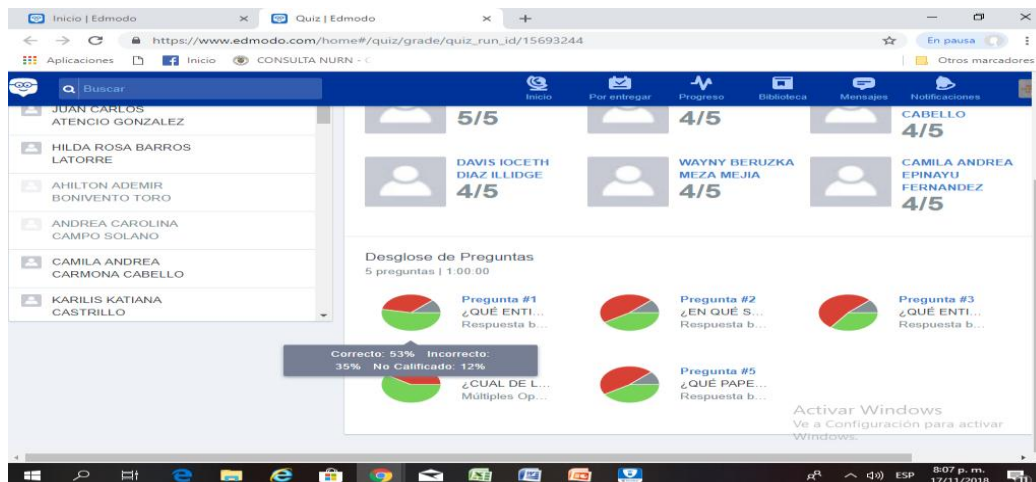 Inicio | Edmodo
Quiz | Edmodo
https://www.edmodo.com/home#/quiz/grade/quiz_run_id/15693244
En pausa
Aplicaciones
Inicio
CONSULTA NURN - C
Otros marcadores
Buscar
Inicio
Por entregar
Progreso
Biblioteca
Mensajes
Notificaciones
JUAN CARLOS
ATENCIO GONZALEZ
HILDA ROSA BARROS
LATORRE
AHILTON ADEMIR
BONIVENTO TORO
ANDREA CAROLINA
CAMPO SOLANO
CAMILA ANDREA
CARMONA CABELLO
KARILIS KATIANA
CASTRILLO
5/5
4/5
CABELLO
4/5
DAVIS IOCETH
DIAZ ILLIDGE
4/5
WAYNY BERUZKA
MEZA MEJIA
4/5
CAMILA ANDREA
EPINAYU
FERNANDEZ
4/5
Desglose de Preguntas
5 preguntas | 1:00:00
Pregunta #1
¿QUÉ ENTI...
Respuesta b...
Pregunta #2
¿EN QUÉ S...
Respuesta b...
Pregunta #3
¿QUÉ ENTI...
Respuesta b...
Correcto: 53% Incorrecto:
35% No Calificado: 12%
¿CUAL DE L...
Múltiples Op...
Pregunta #5
¿QUÉ PAPE...
Respuesta b...
Activar Windows
Ve a Configuración para activar
Windows.
ESP
8:07 p. m.
17/11/2018